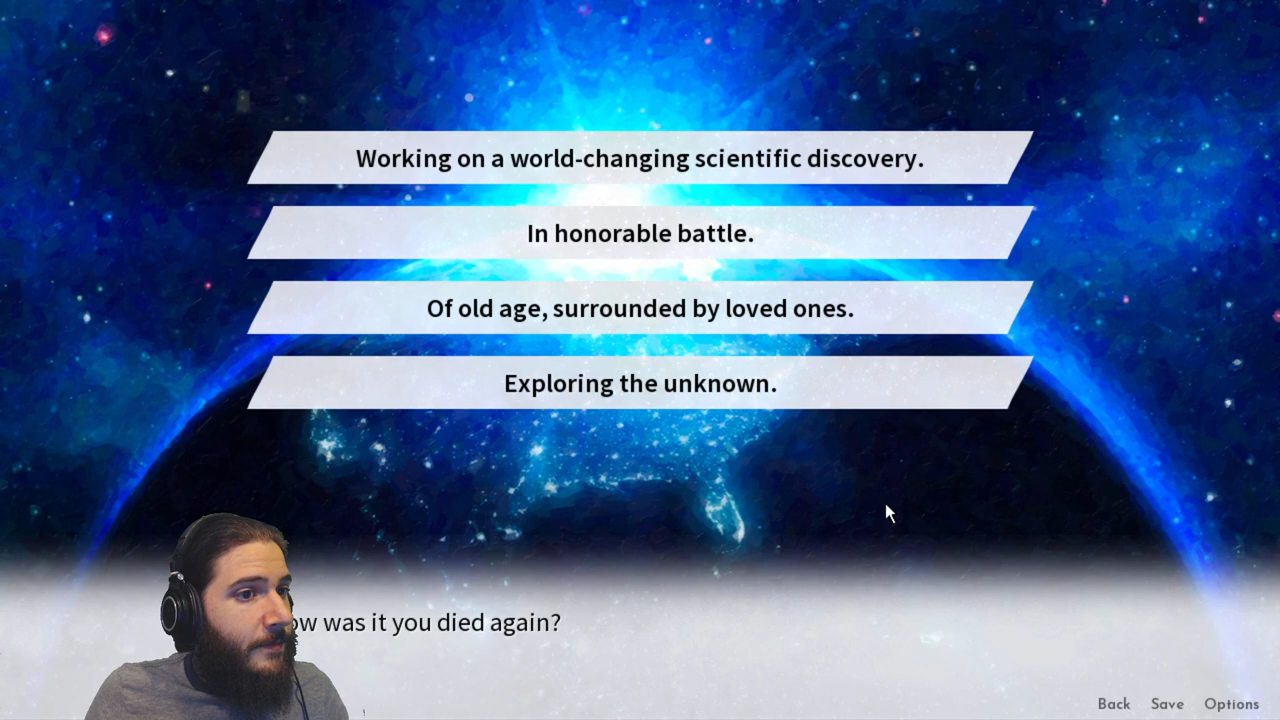 Working on a world-changing scientific discovery.
In honorable battle.
Of old age, surrounded by loved ones.
Exploring the unknown.
was it you died again?
Back Save Options